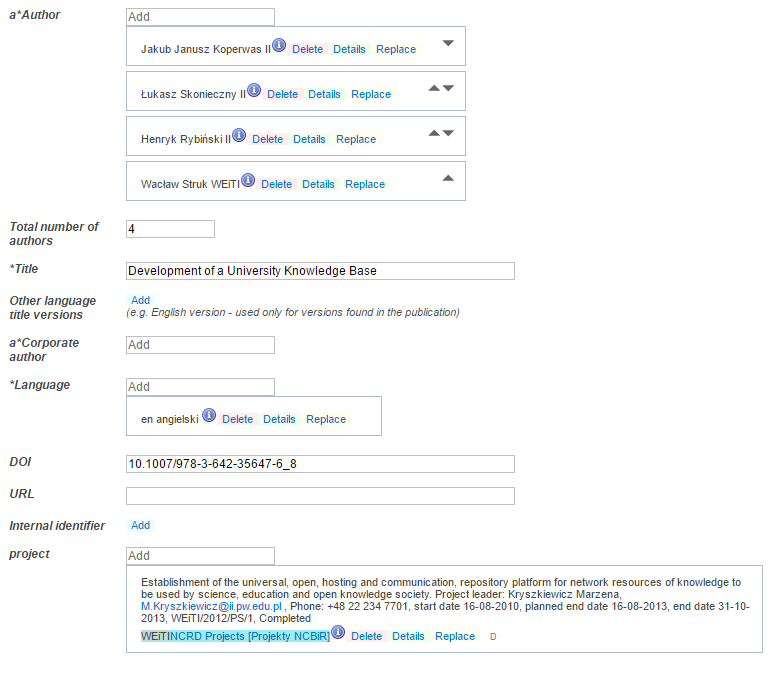 a*Author
Add
Jakub Janusz Koperwas II Delete Details Replace
Łukasz Skonieczny II Delete Details Replace
Henryk Rybiński II Delete Details Replace
Wacław Struk WEiTI Delete Details Replace
Total number of
authors
4
*Title
Development of a University Knowledge Base
Other language
title versions
Add
(e.g. English version - used only for versions found in the publication)
a*Corporate
author
Add
*Language
Add
en angielski Delete Details Replace
DOI
10.1007/978-3-642-35647-6_8
URL
Internal identifier
Add
project
Add
Establishment of the universal, open, hosting and communication, repository platform for network resources of knowledge to
be used by science, education and open knowledge society. Project leader: Kryszkiewicz Marzena,
M.Kryszkiewicz@ii.pw.edu.pl , Phone: +48 22 234 7701, start date 16-08-2010, planned end date 16-08-2013, end date 31-10-
2013, WEiTI/2012/PS/1, Completed
WEiTINCRD Projects [Projekty NCBiR] Delete Details Replace D